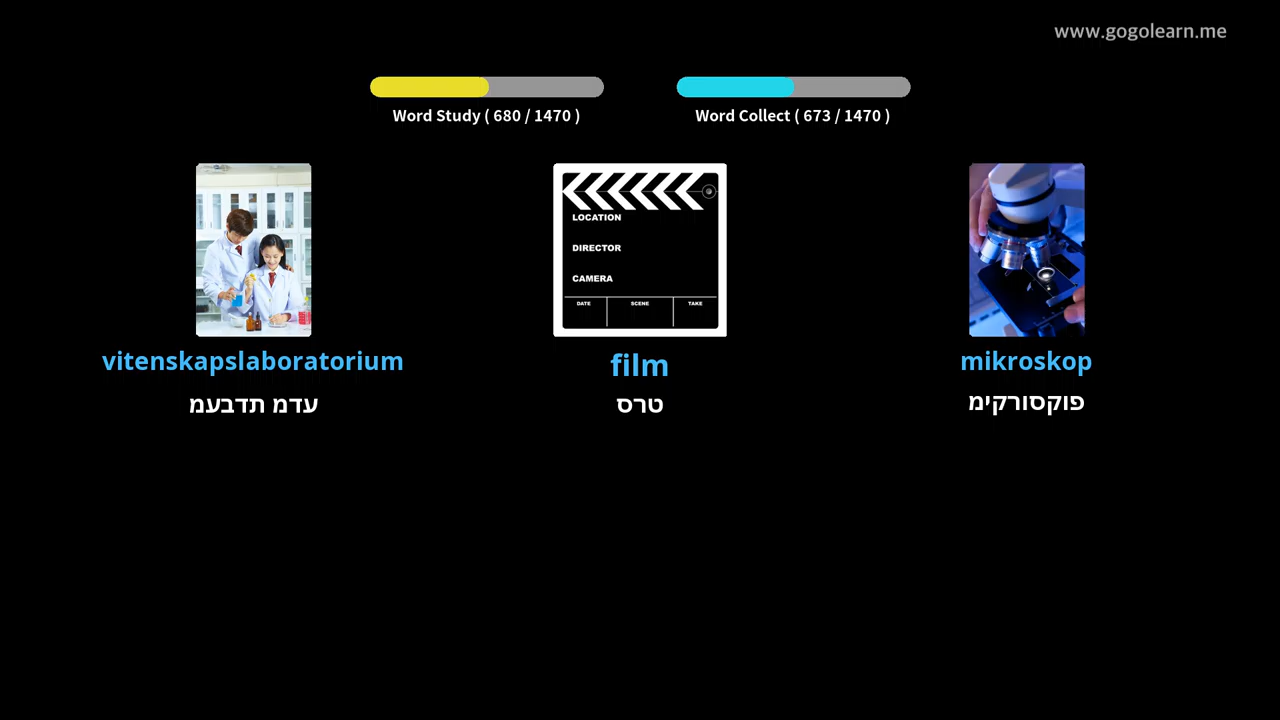 www.gogolearn.me
Word Study ( 680 / 1470 )
Word Collect ( 673 / 1470 )
LOCATION
DIRECTOR
CAMERA
DATE
SCENE
TAKE
vitenskapslaboratorium
עדמ תדבעמ
film
טרס
mikroskop
פוקסורקימ